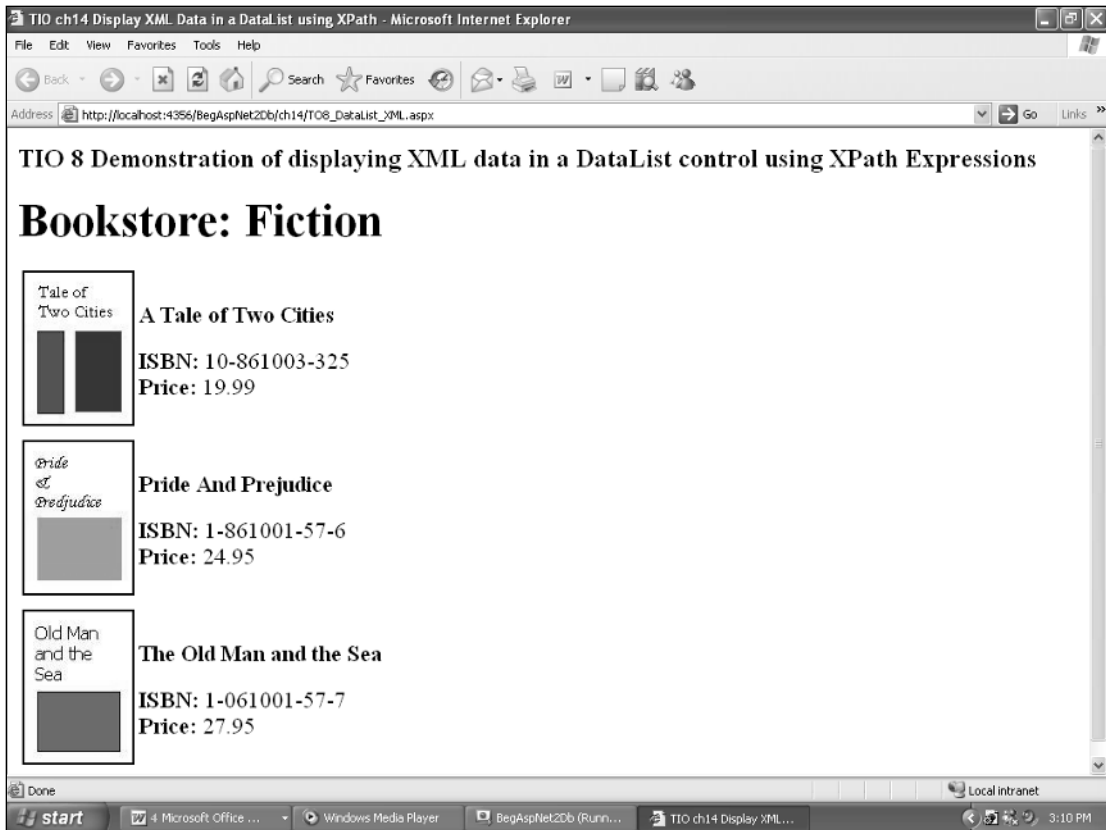 TIO ch14 Display XML Data in a DataList using XPath - Microsoft Internet Explorer
File Edit View Favorites Tools Help
Back Search Favorites
Address http://localhost:4356/BegAspNet2Db/ch14/TO8_DataList_XML.aspx Go Links »
TIO 8 Demonstration of displaying XML data in a DataList control using XPath Expressions
Bookstore: Fiction
Tale of
Two Cities
A Tale of Two Cities
ISBN: 10-861003-325
Price: 19.99
Pride
&
Predjudice
Pride And Prejudice
ISBN: 1-861001-57-6
Price: 24.95
Old Man
and the
Sea
The Old Man and the Sea
ISBN: 1-061001-57-7
Price: 27.95
Done Local intranet
start 4 Microsoft Office ... Windows Media Player BegAspNet2Db (Runn... TIO ch14 Display XML... 3:10 PM